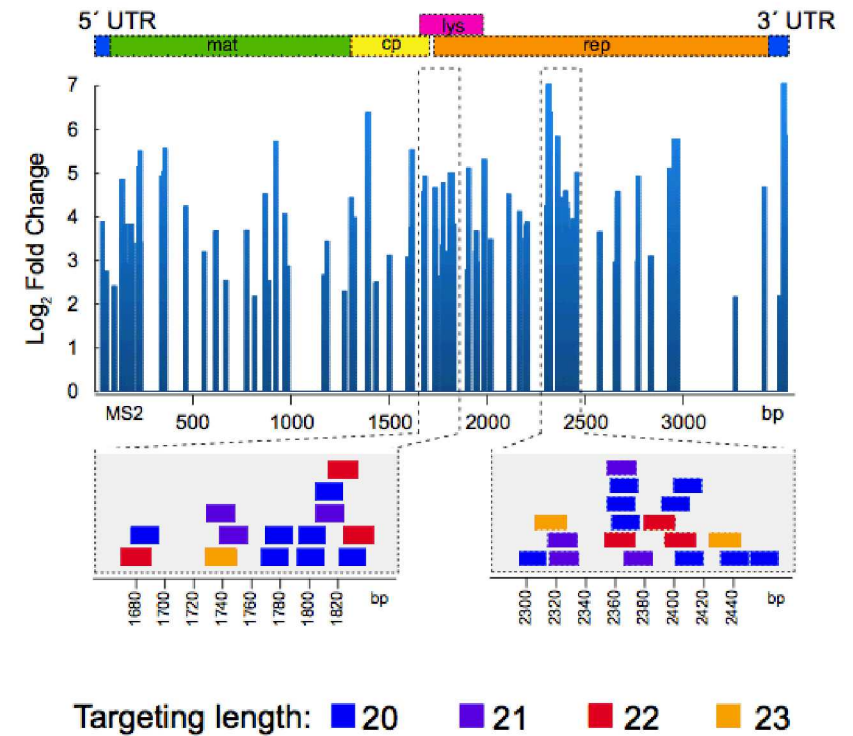 5´ UTR
3´ UTR
lys
mat
cp
rep
7
6
5
4
3
2
1
0
Log2 Fold Change
MS2
500
1000
1500
2000
2500
3000
bp
1680
1700
1720
1740
1760
1780
1800
1820
bp
2300
2320
2340
2360
2380
2400
2420
2440
bp
Targeting length: 20 21 22 23